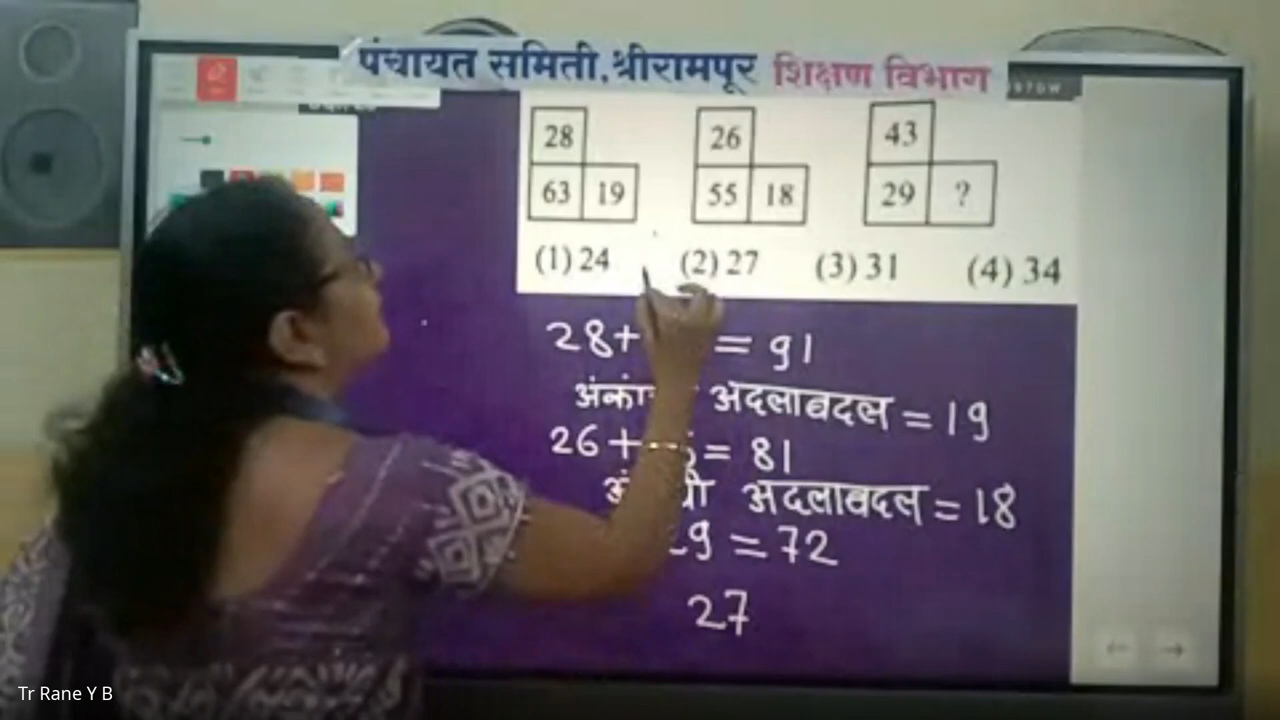 पंचायत समिती,श्रीरामपूर शिक्षण विभाग
28 26 43
63 19 55 18 29 ?
(1) 24 (2) 27 (3) 31 (4) 34
28+ = 91
अदलाबदल = 19
26+ = 81
अदलाबदल = 18
29 = 72
27
Tr Rane Y B